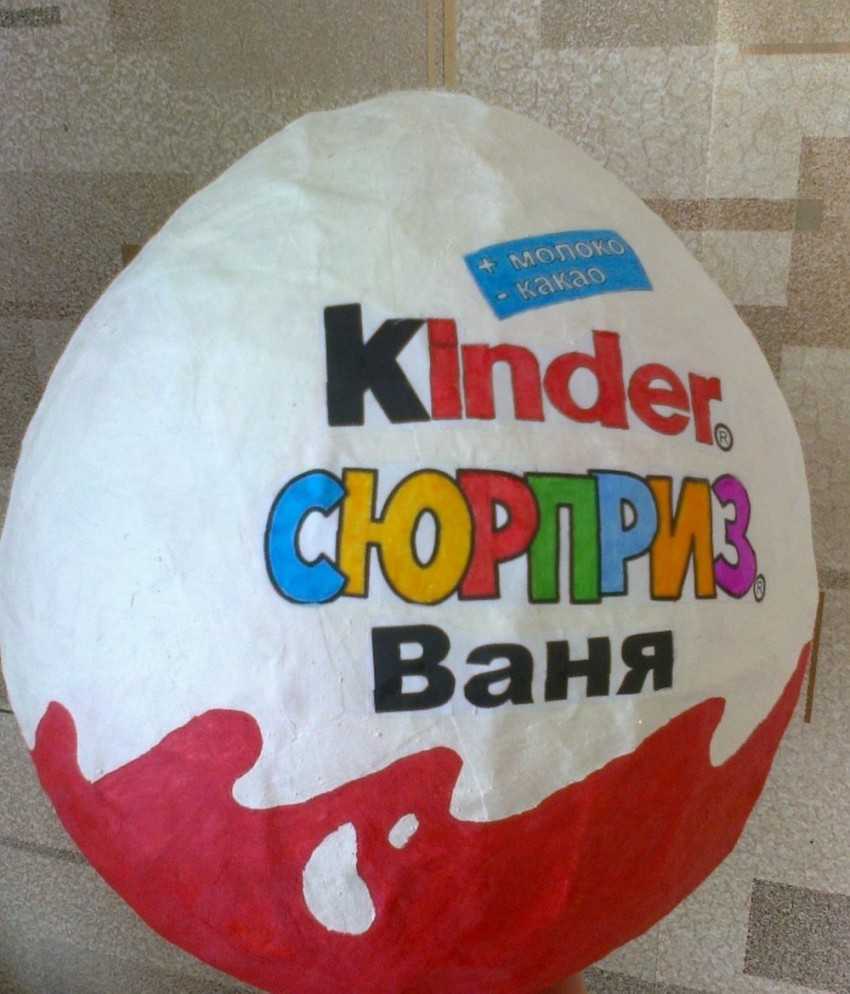 + молоко
- какао
Kinder®
СЮРПРИЗ®
Ваня